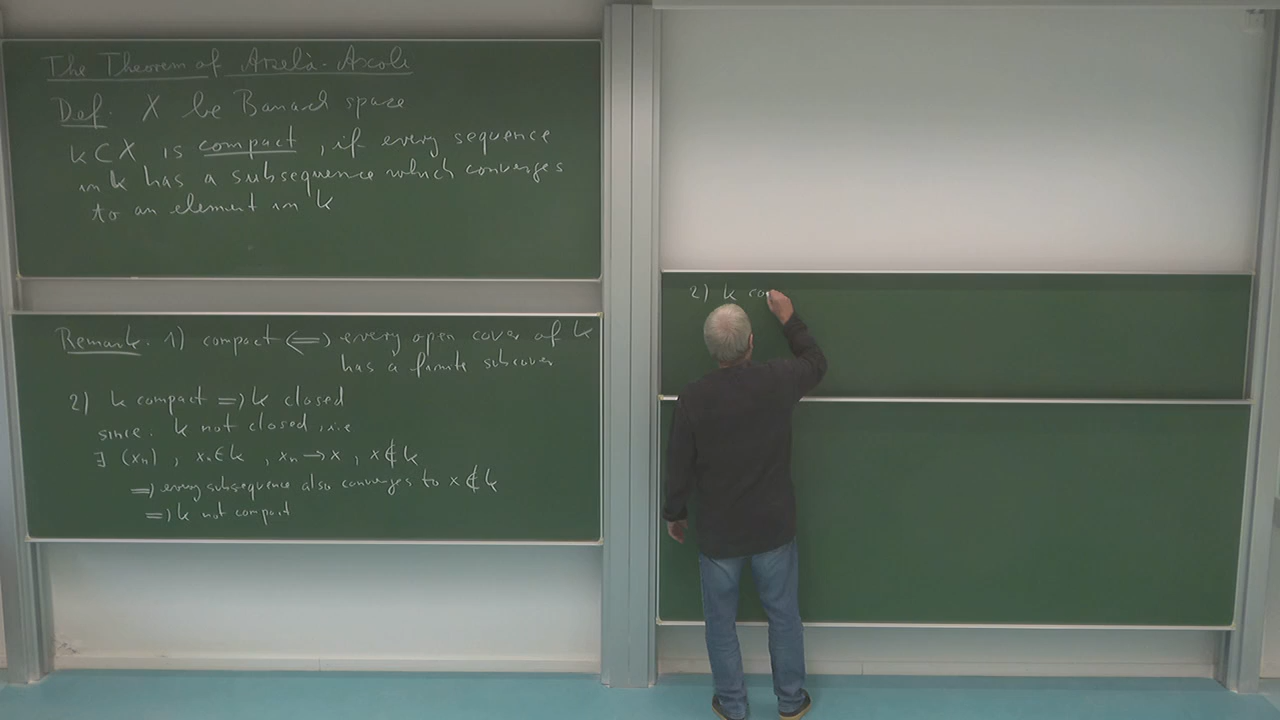 The Theorem of Arzelà-Ascoli
Def. X be Banach space
K ⊂ X is compact, if every sequence
in K has a subsequence which converges
to an element in K
Remark. 1) compact ⟺ every open cover of K
has a finite subcover
2) K compact ⟹ K closed
since. K not closed, i.e
∃ (xₙ), xₙ ∈ K, xₙ → x, x ∉ K
⟹ every subsequence also converges to x ∉ K
⟹ K not compact
2) K co